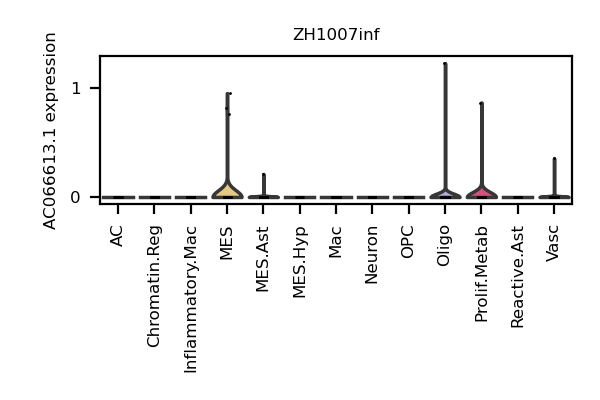 ZH1007inf
AC066613.1 expression
1
0
AC
Chromatin.Reg
Inflammatory.Mac
MES
MES.Ast
MES.Hyp
Mac
Neuron
OPC
Oligo
Prolif.Metab
Reactive.Ast
Vasc